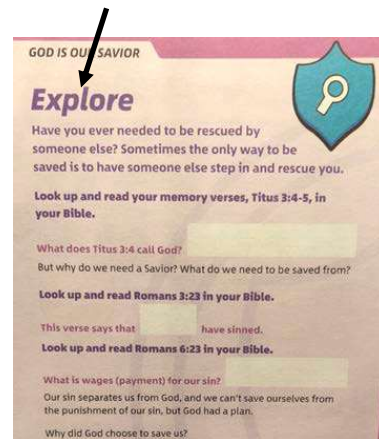 GOD IS OUR SAVIOR
Explore
Have you ever needed to be rescued by
someone else? Sometimes the only way to be
saved is to have someone else step in and rescue you.
Look up and read your memory verses, Titus 3:4-5, in
your Bible.
What does Titus 3:4 call God?
But why do we need a Savior? What do we need to be saved from?
Look up and read Romans 3:23 in your Bible.
This verse says that have sinned.
Look up and read Romans 6:23 in your Bible.
What is wages (payment) for our sin?
Our sin separates us from God, and we can't save ourselves from
the punishment of our sin, but God had a plan.
Why did God choose to save us?